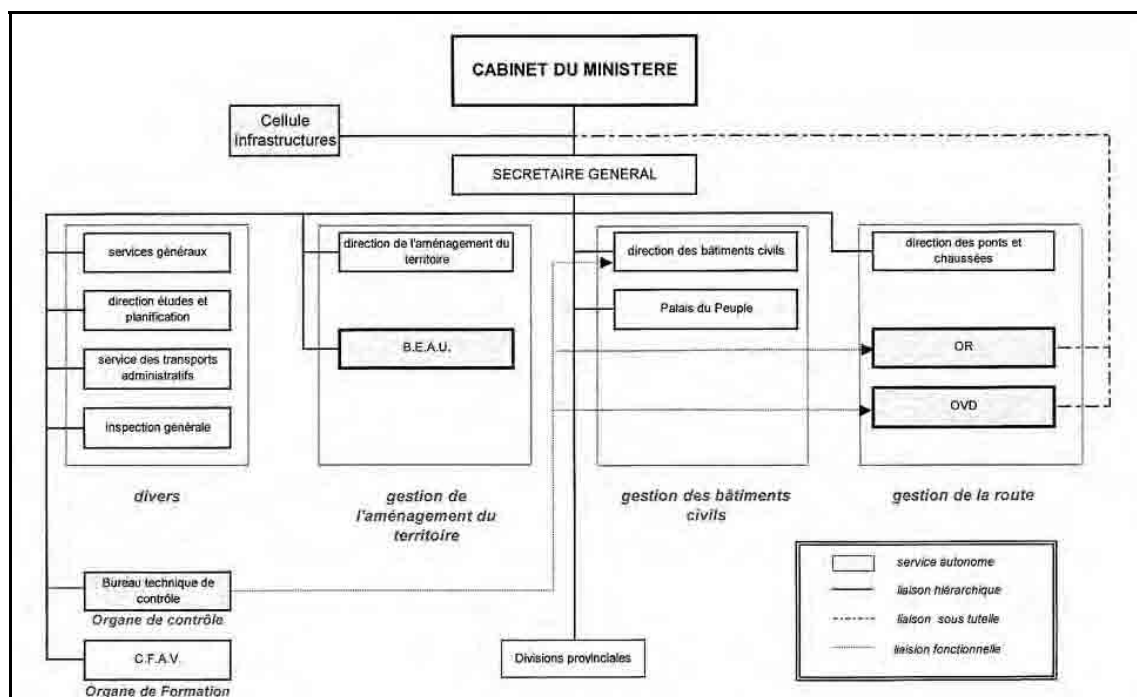 CABINET DU MINISTERE
Cellule
infrastructures
SECRETAIRE GENERAL
services généraux
direction études et
planification
service des transports
administratifs
inspection générale
divers
direction de l'aménagement du
territoire
B.E.A.U.
gestion de
l'aménagement du
territoire
direction des bâtiments civils
Palais du Peuple
gestion des bâtiments
civils
direction des ponts et
chaussées
OR
OVD
gestion de la route
Bureau technique de
contrôle
Organe de contrôle
C.F.A.V.
Organe de Formation
Divisions provinciales
service autonome
liaison hiérarchique
liaison sous tutelle
liaision fonctionnelle